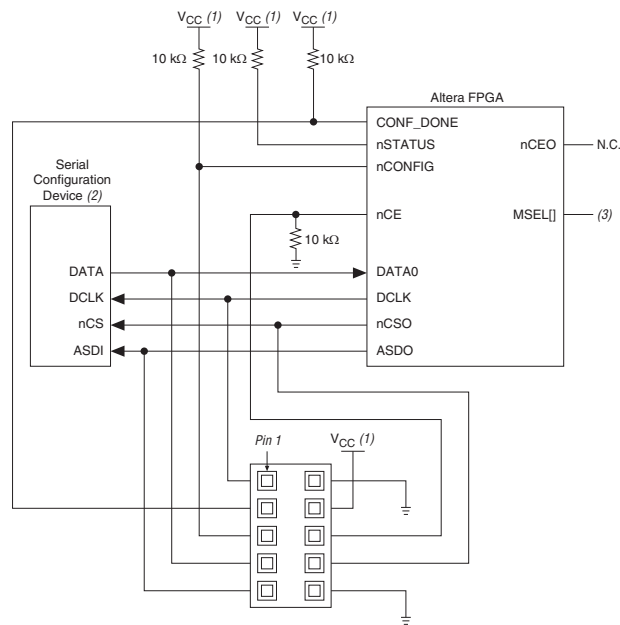 VCC (1) VCC (1) VCC (1)
10 kΩ 10 kΩ 10 kΩ
Altera FPGA
CONF_DONE
nSTATUS
nCEO
N.C.
nCONFIG
Serial
Configuration
Device (2)
nCE
MSEL[]
(3)
10 kΩ
DATA
DATA0
DCLK
DCLK
nCS
nCSO
ASDI
ASDO
Pin 1
VCC (1)